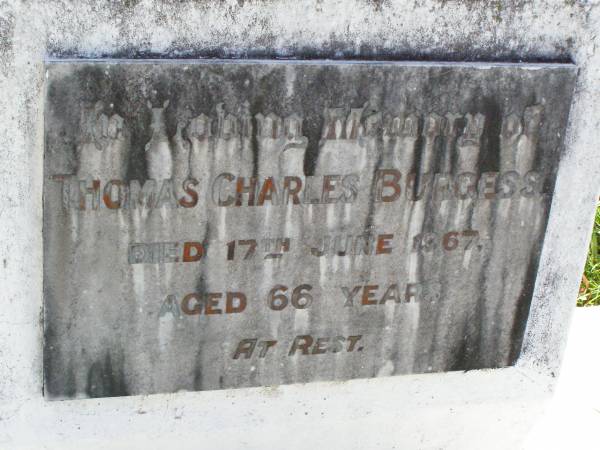 In Loving Memory of
THOMAS CHARLES BURGESS.
DIED 17TH JUNE 1967.
AGED 66 YEARS
AT REST.